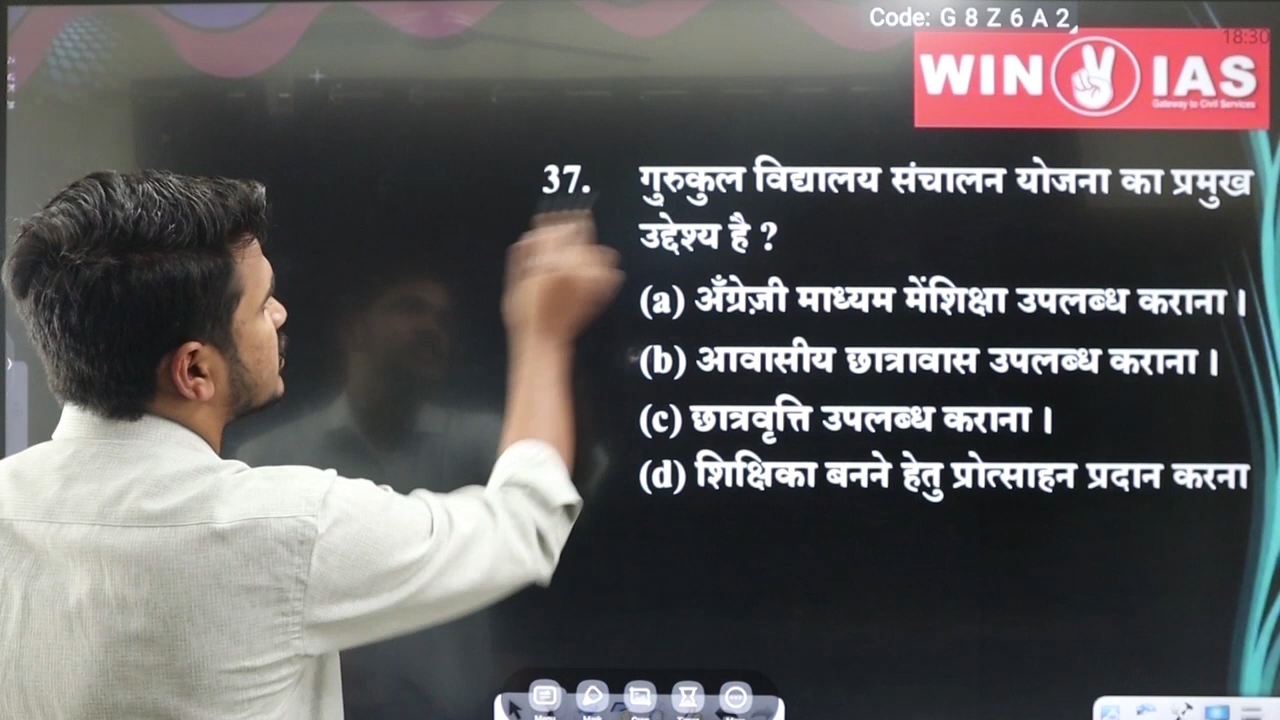 Code: G 8 Z 6 A 2
18:30
WIN IAS
Gateway to Civil Services
37. गुरुकुल विद्यालय संचालन योजना का प्रमुख
उद्देश्य है ?
(a) अँग्रेज़ी माध्यम मेंशिक्षा उपलब्ध कराना।
(b) आवासीय छात्रावास उपलब्ध कराना।
(c) छात्रवृत्ति उपलब्ध कराना।
(d) शिक्षिका बनने हेतु प्रोत्साहन प्रदान करना